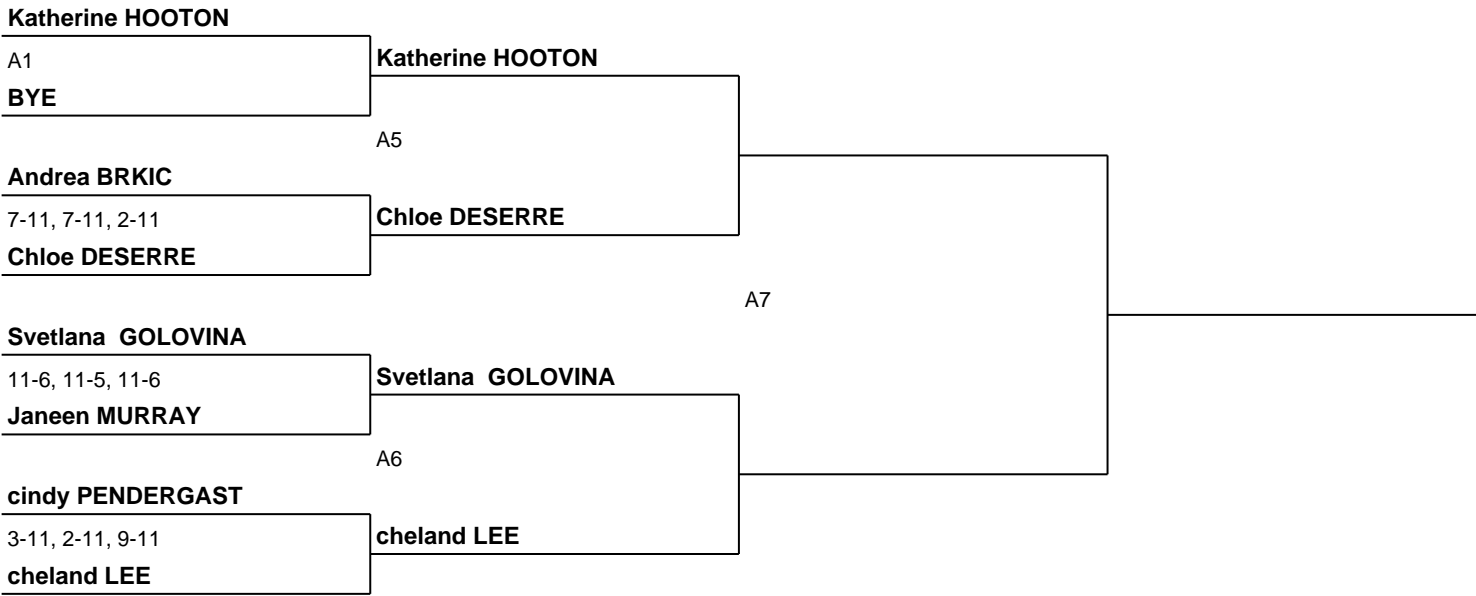 Katherine HOOTON
A1
BYE
Andrea BRKIC
7-11, 7-11, 2-11
Chloe DESERRE
Svetlana  GOLOVINA
11-6, 11-5, 11-6
Janeen MURRAY
cindy PENDERGAST
3-11, 2-11, 9-11
cheland LEE
Katherine HOOTON
A5
Chloe DESERRE
Svetlana  GOLOVINA
A6
cheland LEE
A7